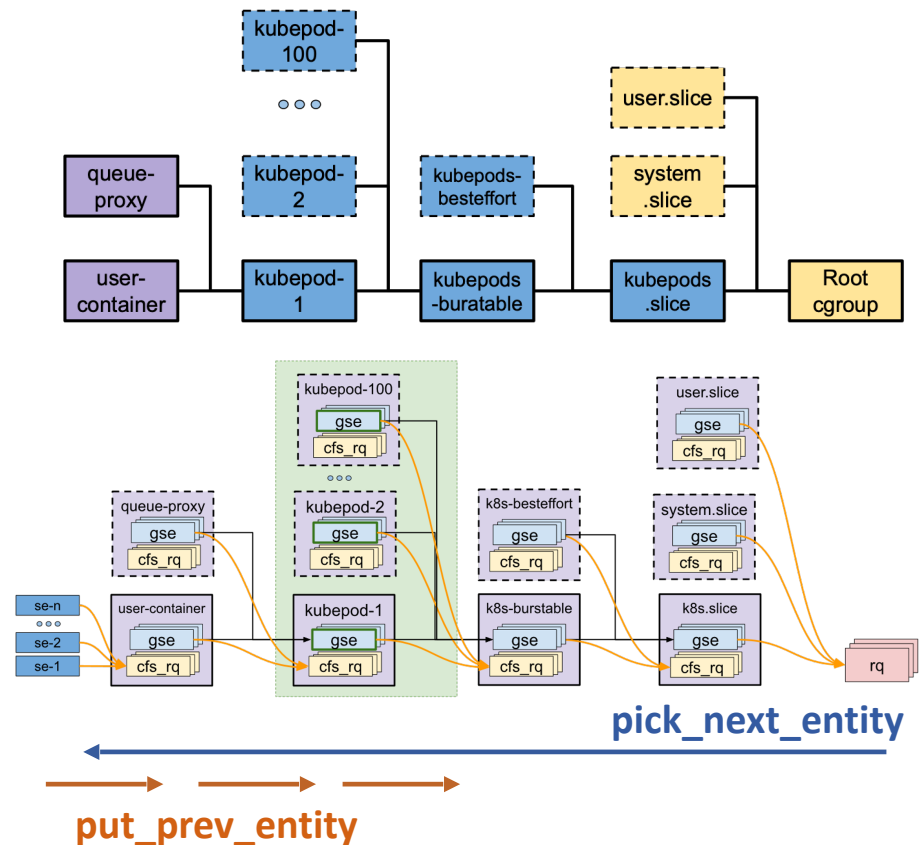 kubepod-
100
user.slice
queue-
proxy
kubepod-
2
kubepods-
besteffort
system
.slice
user-
container
kubepod-
1
kubepods
-buratable
kubepods
.slice
Root
cgroup
kubepod-100
gse
cfs_rq
user.slice
gse
cfs_rq
queue-proxy
gse
cfs_rq
kubepod-2
gse
cfs_rq
k8s-besteffort
gse
cfs_rq
system.slice
gse
cfs_rq
se-n
se-2
se-1
user-container
gse
cfs_rq
kubepod-1
gse
cfs_rq
k8s-burstable
gse
cfs_rq
k8s.slice
gse
cfs_rq
rq
pick_next_entity
put_prev_entity